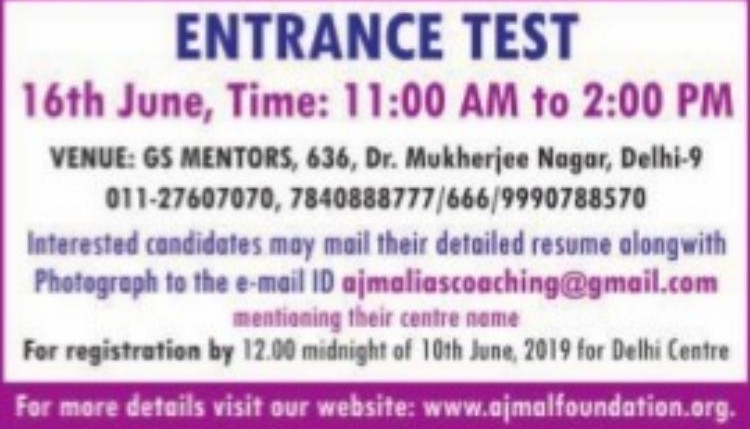 ENTRANCE TEST
16th June, Time: 11:00 AM to 2:00 PM
VENUE: GS MENTORS, 636, Dr. Mukherjee Nagar, Delhi-9
011-27607070, 7840888777/666/9990788570
Interested candidates may mail their detailed resume alongwith
Photograph to the e-mail ID ajmaliascoaching@gmail.com
mentioning their centre name
For registration by 12.00 midnight of 10th June, 2019 for Delhi Centre
For more details visit our website: www.ajmalfoundation.org.